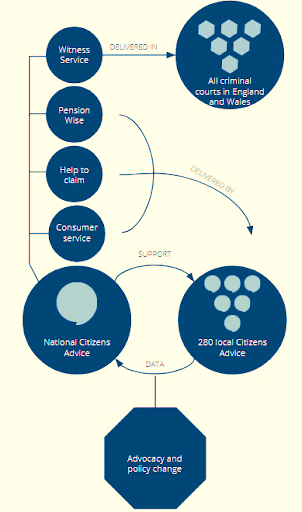 Witness
Service
DELIVERED IN
All criminal
courts in England
and Wales
Pension
Wise
Help to
claim
DELIVERED BY
Consumer
service
SUPPORT
National Citizens
Advice
280 local Citizens
Advice
DATA
Advocacy and
policy change